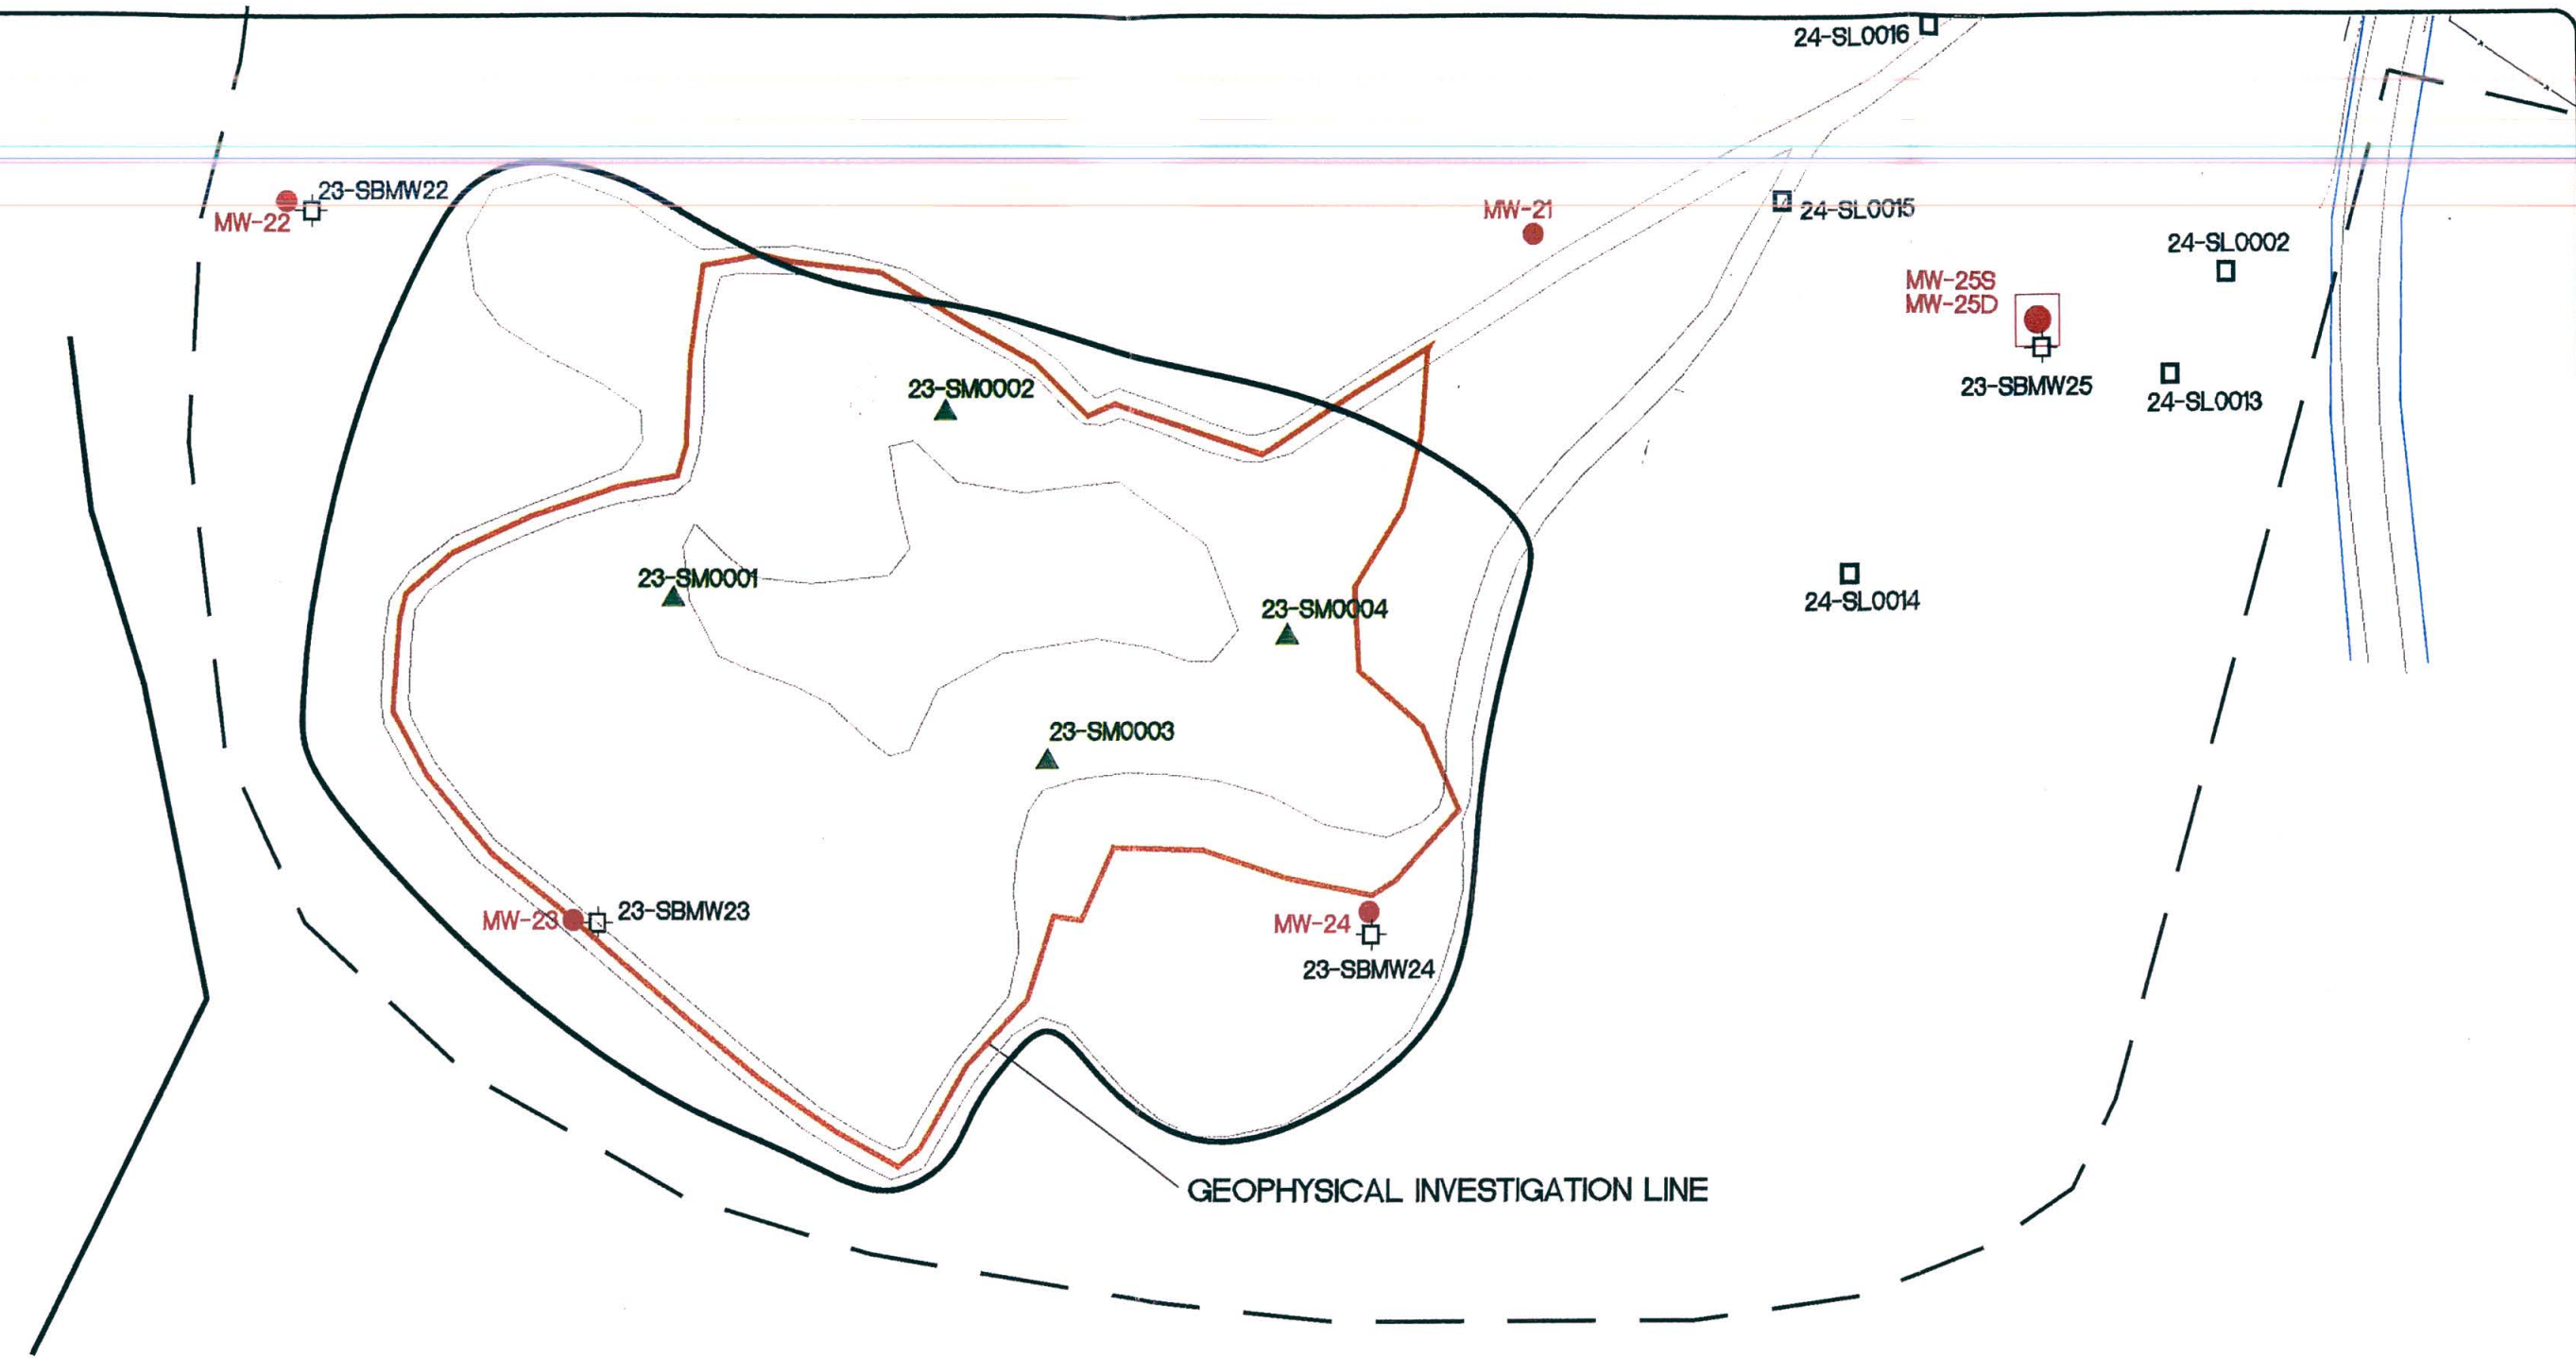 24-SL0016
23-SBMW22
MW-22
MW-21
24-SL0015
24-SL0002
MW-25S
MW-25D
23-SBMW25
24-SL0013
23-SM0002
23-SM0001
24-SL0014
23-SM0004
23-SM0003
MW-23
23-SBMW23
MW-24
23-SBMW24
GEOPHYSICAL INVESTIGATION LINE